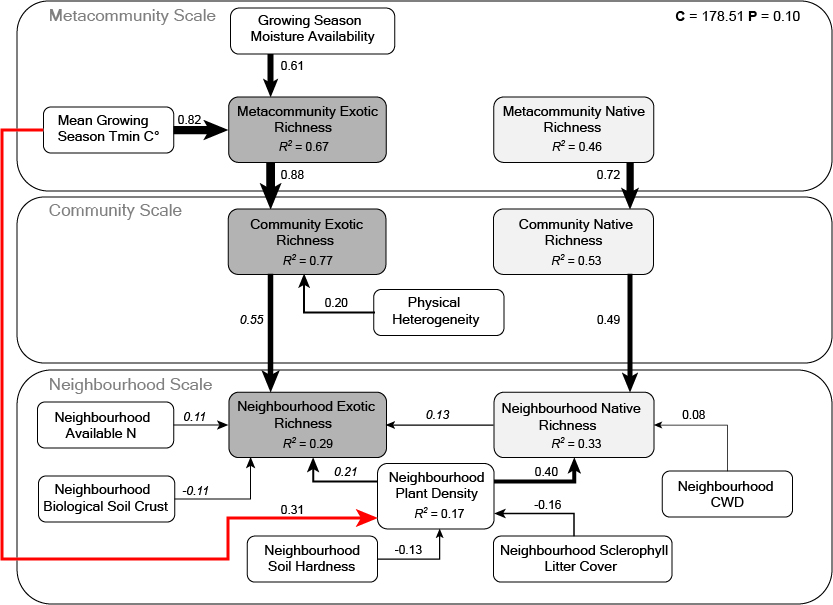 Metacommunity Scale
Growing Season
Moisture Availability
C = 178.51 P = 0.10
0.61
Mean Growing
Season Tmin C°
0.82
Metacommunity Exotic
Richness
R² = 0.67
Metacommunity Native
Richness
R² = 0.46
0.88
0.72
Community Scale
Community Exotic
Richness
R² = 0.77
Community Native
Richness
R² = 0.53
0.20
Physical
Heterogeneity
0.55
0.49
Neighbourhood Scale
Neighbourhood
Available N
0.11
Neighbourhood Exotic
Richness
R² = 0.29
0.13
Neighbourhood Native
Richness
R² = 0.33
0.08
Neighbourhood
Biological Soil Crust
-0.11
0.21
Neighbourhood
Plant Density
R² = 0.17
0.40
Neighbourhood
CWD
0.31
-0.16
Neighbourhood
Soil Hardness
-0.13
Neighbourhood Sclerophyll
Litter Cover